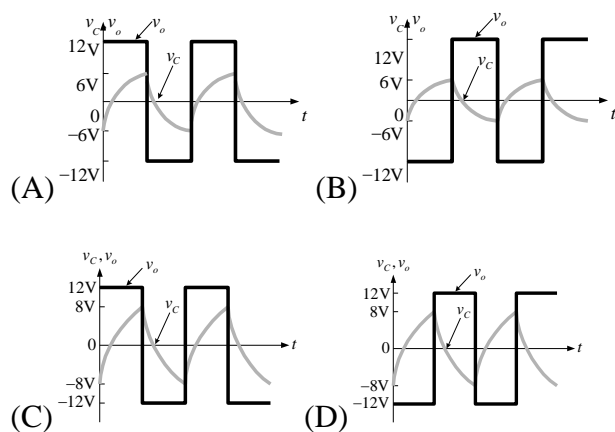 v_C v_o
v_o
12V
6V
v_C
0
t
−6V
−12V
(A)
v_C v_o
v_o
12V
6V
v_C
0
t
−6V
−12V
(B)
v_C, v_o
v_o
12V
8V
v_C
0
t
−8V
−12V
(C)
v_C, v_o
v_o
12V
8V
v_C
0
t
−8V
−12V
(D)